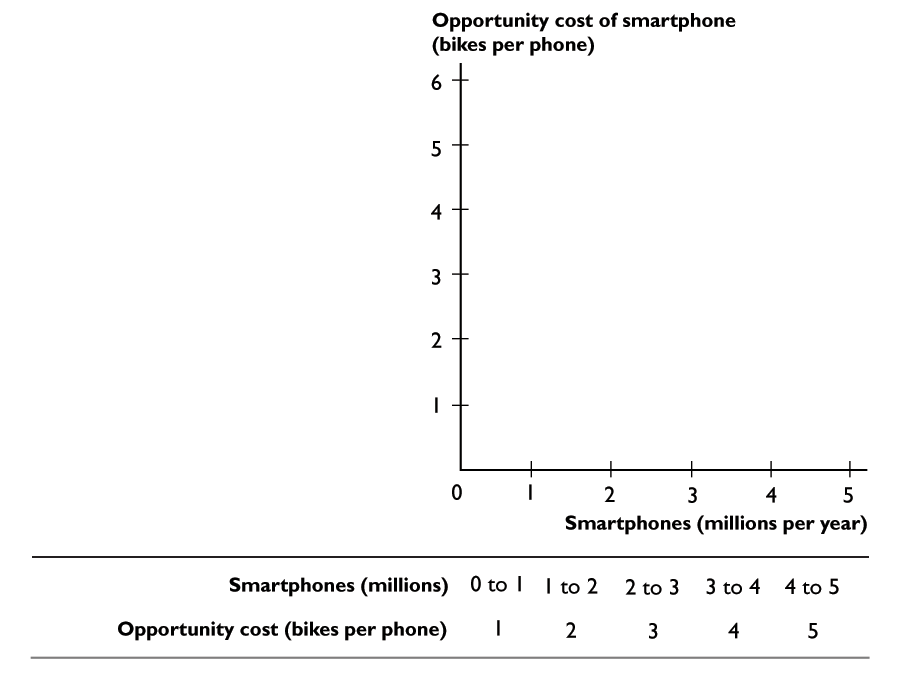 Opportunity cost of smartphone
(bikes per phone)
6
5
4
3
2
1
0 1 2 3 4 5
Smartphones (millions per year)
Smartphones (millions) 0 to 1 1 to 2 2 to 3 3 to 4 4 to 5
Opportunity cost (bikes per phone) 1 2 3 4 5